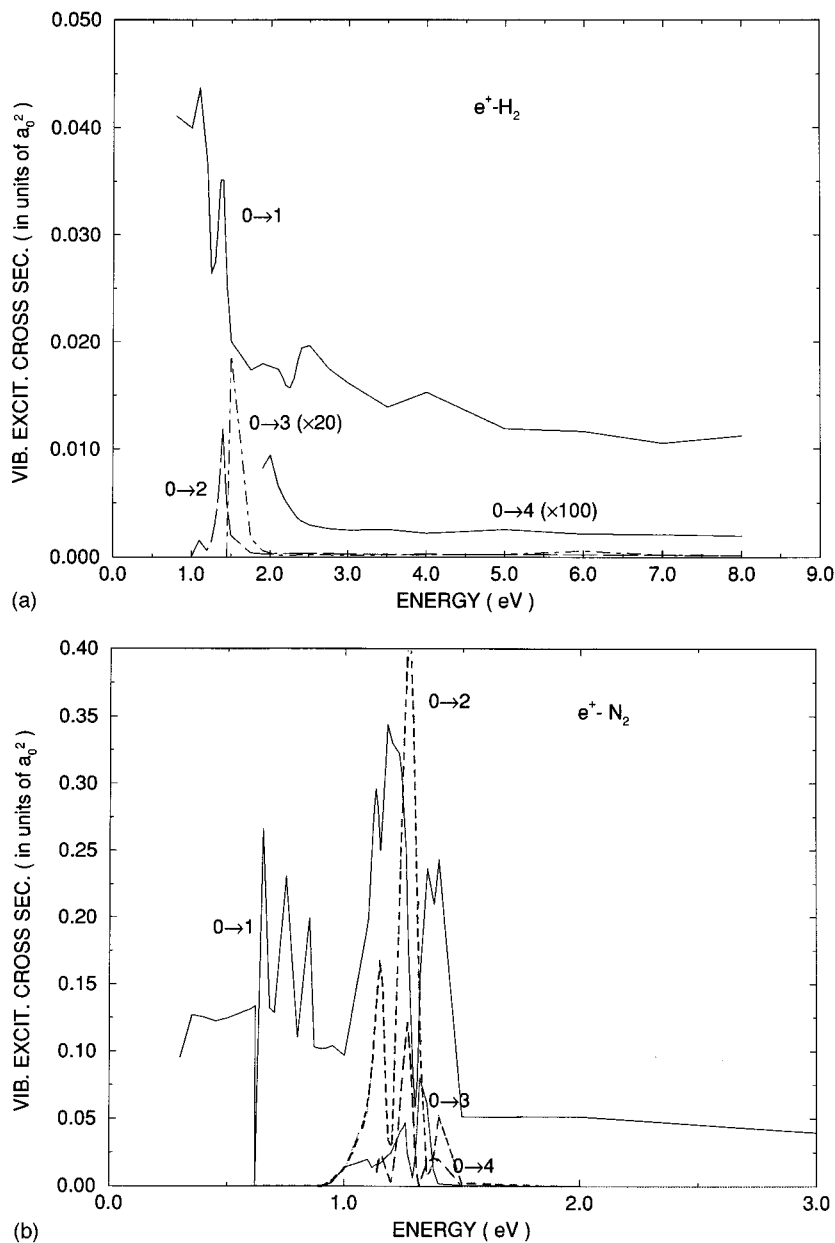 0.050
0.040
0.030
0.020
0.010
0.000
VIB. EXCIT. CROSS SEC. ( in units of a₀² )
e⁺-H₂
0→1
0→3 (×20)
0→2
0→4 (×100)
0.0 1.0 2.0 3.0 4.0 5.0 6.0 7.0 8.0 9.0
(a)
ENERGY ( eV )
0.40
0.35
0.30
0.25
0.20
0.15
0.10
0.05
0.00
VIB. EXCIT. CROSS SEC. ( in units of a₀² )
0→2
e⁺- N₂
0→1
0→3
0→4
0.0 1.0 2.0 3.0
(b)
ENERGY ( eV )